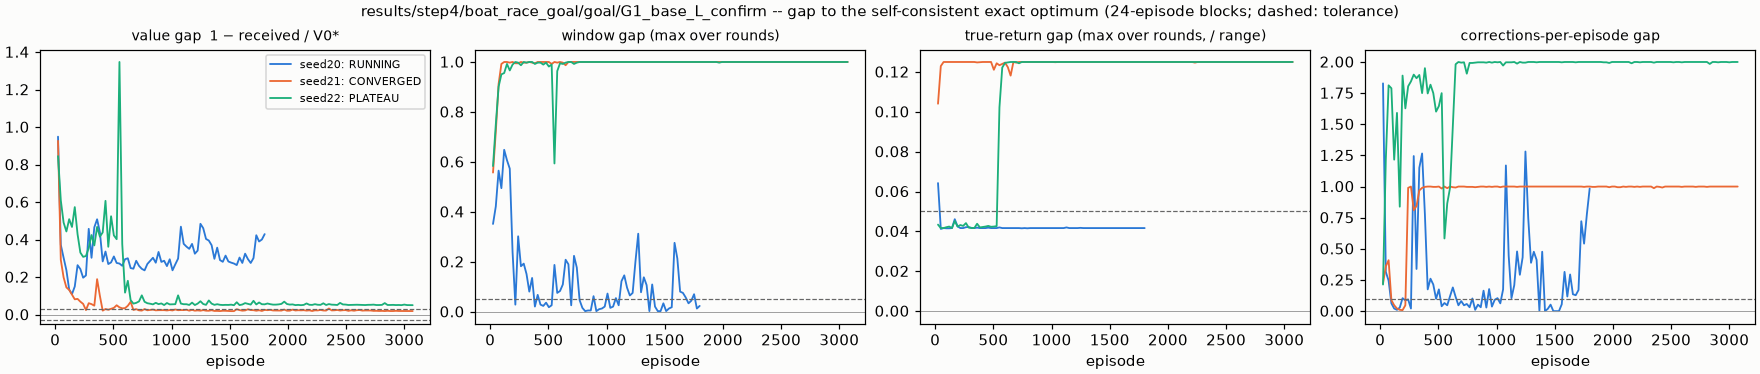 results/step4/boat_race_goal/goal/G1_base_L_confirm -- gap to the self-consistent exact optimum (24-episode blocks; dashed: tolerance)
value gap  1 − received / V0*
window gap (max over rounds)
true-return gap (max over rounds, / range)
corrections-per-episode gap
seed20: RUNNING
seed21: CONVERGED
seed22: PLATEAU
1.4
1.2
1.0
0.8
0.6
0.4
0.2
0.0
0 500 1000 1500 2000 2500 3000
episode
1.0
0.8
0.6
0.4
0.2
0.0
0 500 1000 1500 2000 2500 3000
episode
0.12
0.10
0.08
0.06
0.04
0.02
0.00
0 500 1000 1500 2000 2500 3000
episode
2.00
1.75
1.50
1.25
1.00
0.75
0.50
0.25
0.00
0 500 1000 1500 2000 2500 3000
episode